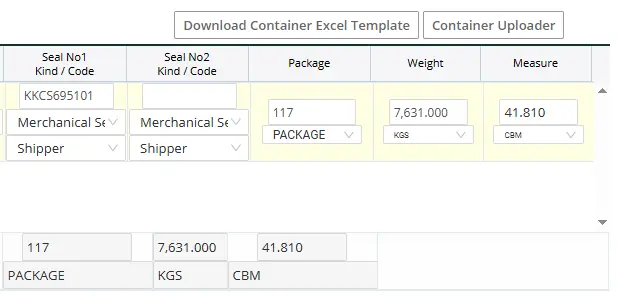 Download Container Excel Template Container Uploader
Seal No1 Seal No2 Package Weight Measure
Kind / Code Kind / Code
KKCS695101
117 7,631.000 41.810
Merchanical Se Merchanical Se PACKAGE KGS CBM
Shipper Shipper
117 7,631.000 41.810
PACKAGE KGS CBM